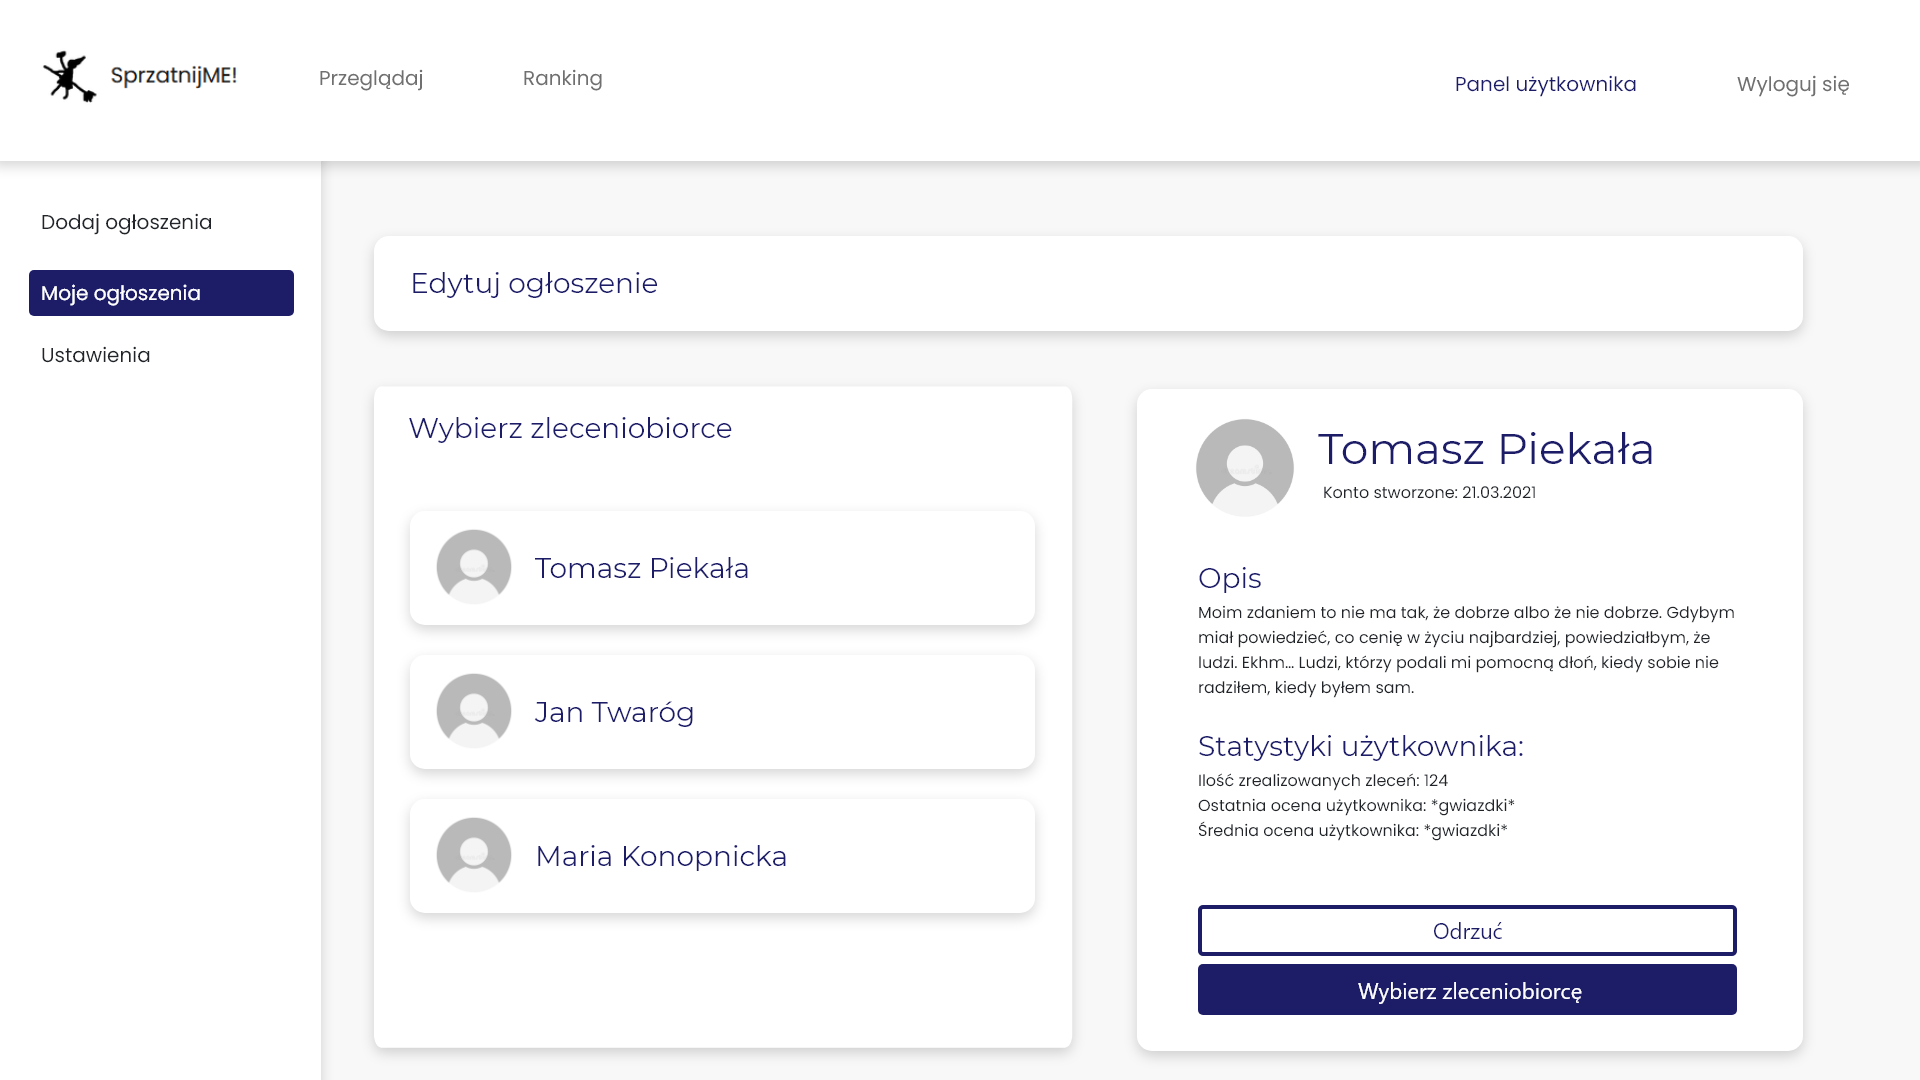 SprzatnijME!
Przeglądaj
Ranking
Panel użytkownika
Wyloguj się
Dodaj ogłoszenia
Moje ogłoszenia
Ustawienia
Edytuj ogłoszenie
Wybierz zleceniobiorce
Tomasz Piekała
Jan Twaróg
Maria Konopnicka
Tomasz Piekała
Konto stworzone: 21.03.2021
Opis
Moim zdaniem to nie ma tak, że dobrze albo że nie dobrze. Gdybym
miał powiedzieć, co cenię w życiu najbardziej, powiedziałbym, że
ludzi. Ekhm... Ludzi, którzy podali mi pomocną dłoń, kiedy sobie nie
radziłem, kiedy byłem sam.
Statystyki użytkownika:
Ilość zrealizowanych zleceń: 124
Ostatnia ocena użytkownika: *gwiazdki*
Średnia ocena użytkownika: *gwiazdki*
Odrzuć
Wybierz zleceniobiorcę